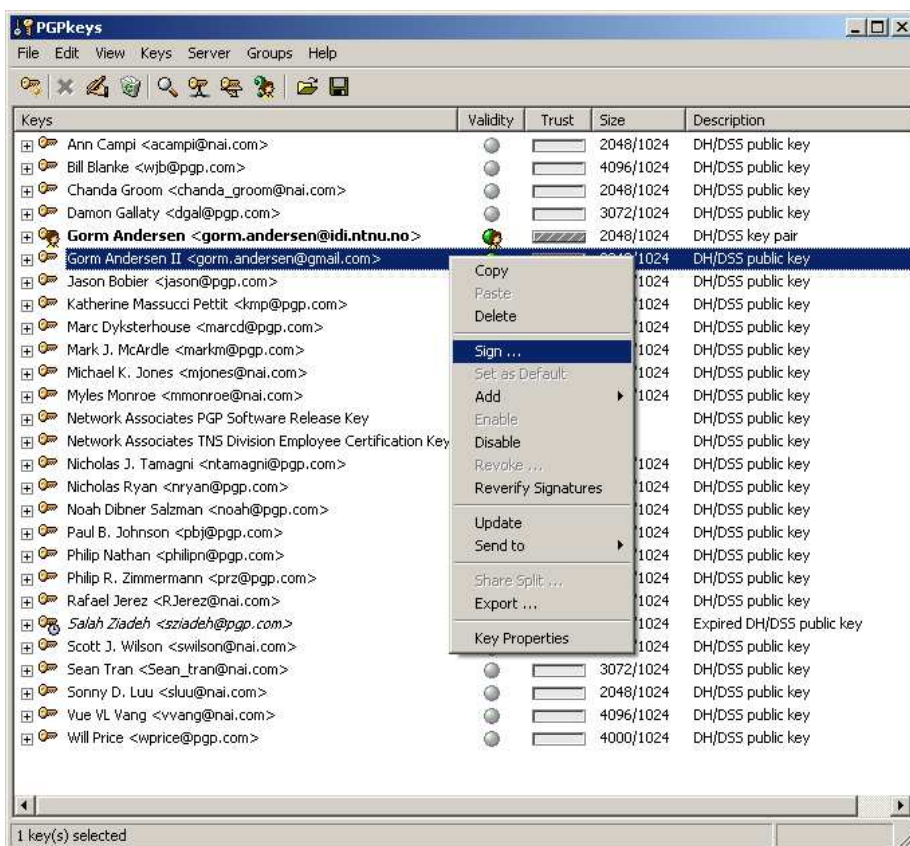 PGPkeys
File Edit View Keys Server Groups Help
Keys Validity Trust Size Description
Ann Campi <acampi@nai.com> 2048/1024 DH/DSS public key
Bill Blanke <wjb@pgp.com> 4096/1024 DH/DSS public key
Chanda Groom <chanda_groom@nai.com> 2048/1024 DH/DSS public key
Damon Gallaty <dgal@pgp.com> 3072/1024 DH/DSS public key
Gorm Andersen <gorm.andersen@idi.ntnu.no> 2048/1024 DH/DSS key pair
Gorm Andersen II <gorm.andersen@gmail.com> DH/DSS public key
Jason Bobier <jason@pgp.com> 1024 DH/DSS public key
Katherine Massucci Pettit <kmp@pgp.com> 1024 DH/DSS public key
Marc Dyksterhouse <marcd@pgp.com> 1024 DH/DSS public key
Mark J. McArdle <markm@pgp.com> 1024 DH/DSS public key
Michael K. Jones <mjones@nai.com> 1024 DH/DSS public key
Myles Monroe <mmonroe@nai.com> 1024 DH/DSS public key
Network Associates PGP Software Release Key DH/DSS public key
Network Associates TNS Division Employee Certification Key DH/DSS public key
Nicholas J. Tamagni <ntamagni@pgp.com> 1024 DH/DSS public key
Nicholas Ryan <nryan@pgp.com> 1024 DH/DSS public key
Noah Dibner Salzman <noah@pgp.com> 1024 DH/DSS public key
Paul B. Johnson <pbj@pgp.com> 1024 DH/DSS public key
Philip Nathan <philipn@pgp.com> 1024 DH/DSS public key
Philip R. Zimmermann <prz@pgp.com> 1024 DH/DSS public key
Rafael Jerez <RJerez@nai.com> 1024 DH/DSS public key
Salah Ziadeh <sziadeh@pgp.com> 1024 Expired DH/DSS public key
Scott J. Wilson <swilson@pgp.com> 1024 DH/DSS public key
Sean Tran <Sean_tran@nai.com> 3072/1024 DH/DSS public key
Sonny D. Luu <sluu@pgp.com> 2048/1024 DH/DSS public key
Vue VL Vang <vvang@nai.com> 4096/1024 DH/DSS public key
Will Price <wprice@pgp.com> 4000/1024 DH/DSS public key
Copy
Paste
Delete
Sign ...
Set as Default
Add
Enable
Disable
Revoke ...
Reverify Signatures
Update
Send to
Share Split ...
Export ...
Key Properties
1 key(s) selected